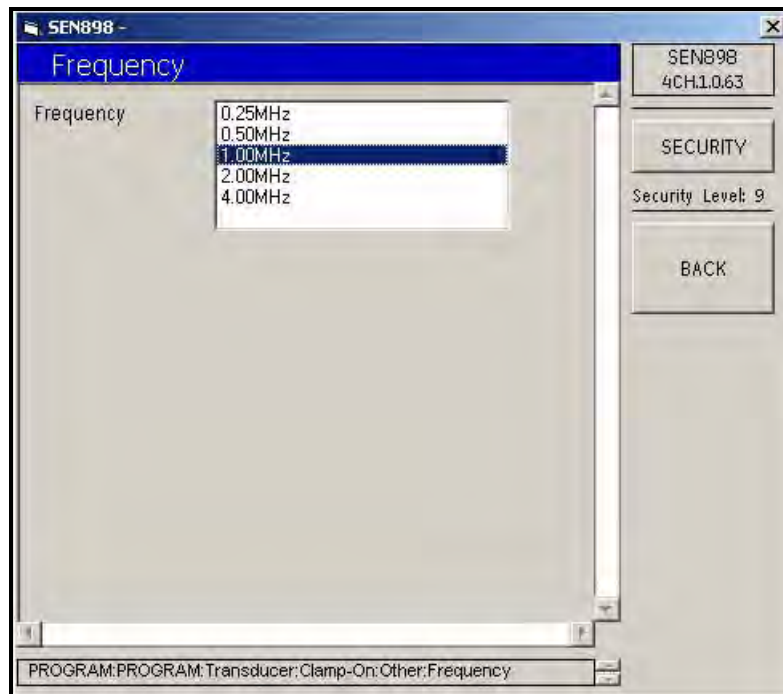 SEN898 -
Frequency
Frequency
0.25MHz
0.50MHz
1.00MHz
2.00MHz
4.00MHz
SEN898
4CH.1.0.63
SECURITY
Security Level: 9
BACK
PROGRAM:PROGRAM:Transducer:Clamp-On:Other:Frequency